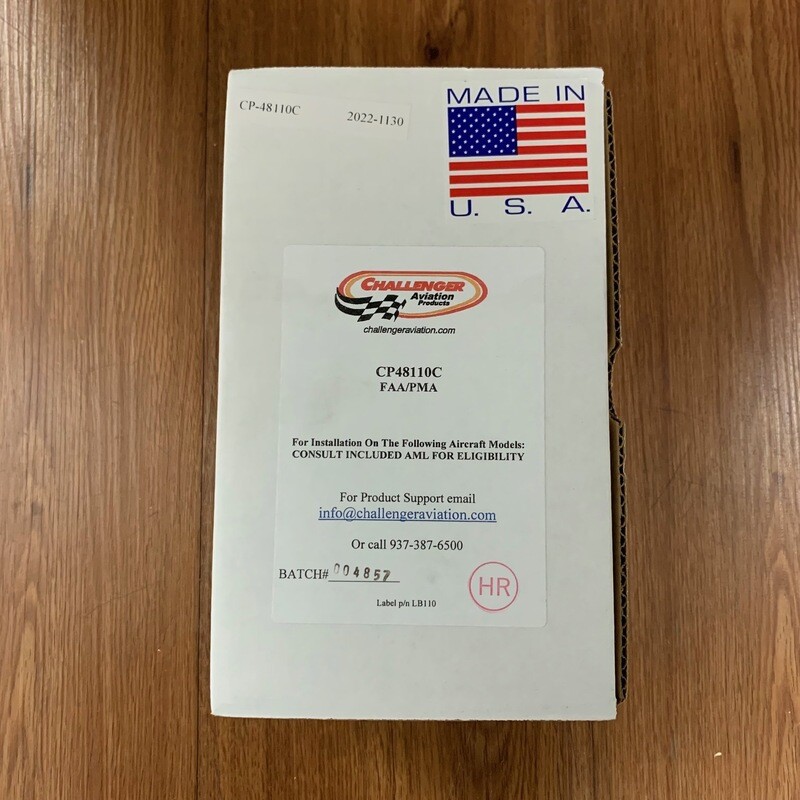 CP-48110C 2022-1130
MADE IN
U. S. A.
CHALLENGER
Aviation
Products
challengeraviation.com
CP48110C
FAA/PMA
For Installation On The Following Aircraft Models:
CONSULT INCLUDED AML FOR ELIGIBILITY
For Product Support email
info@challengeraviation.com
Or call 937-387-6500
BATCH# 004857
HR
Label p/n LB110